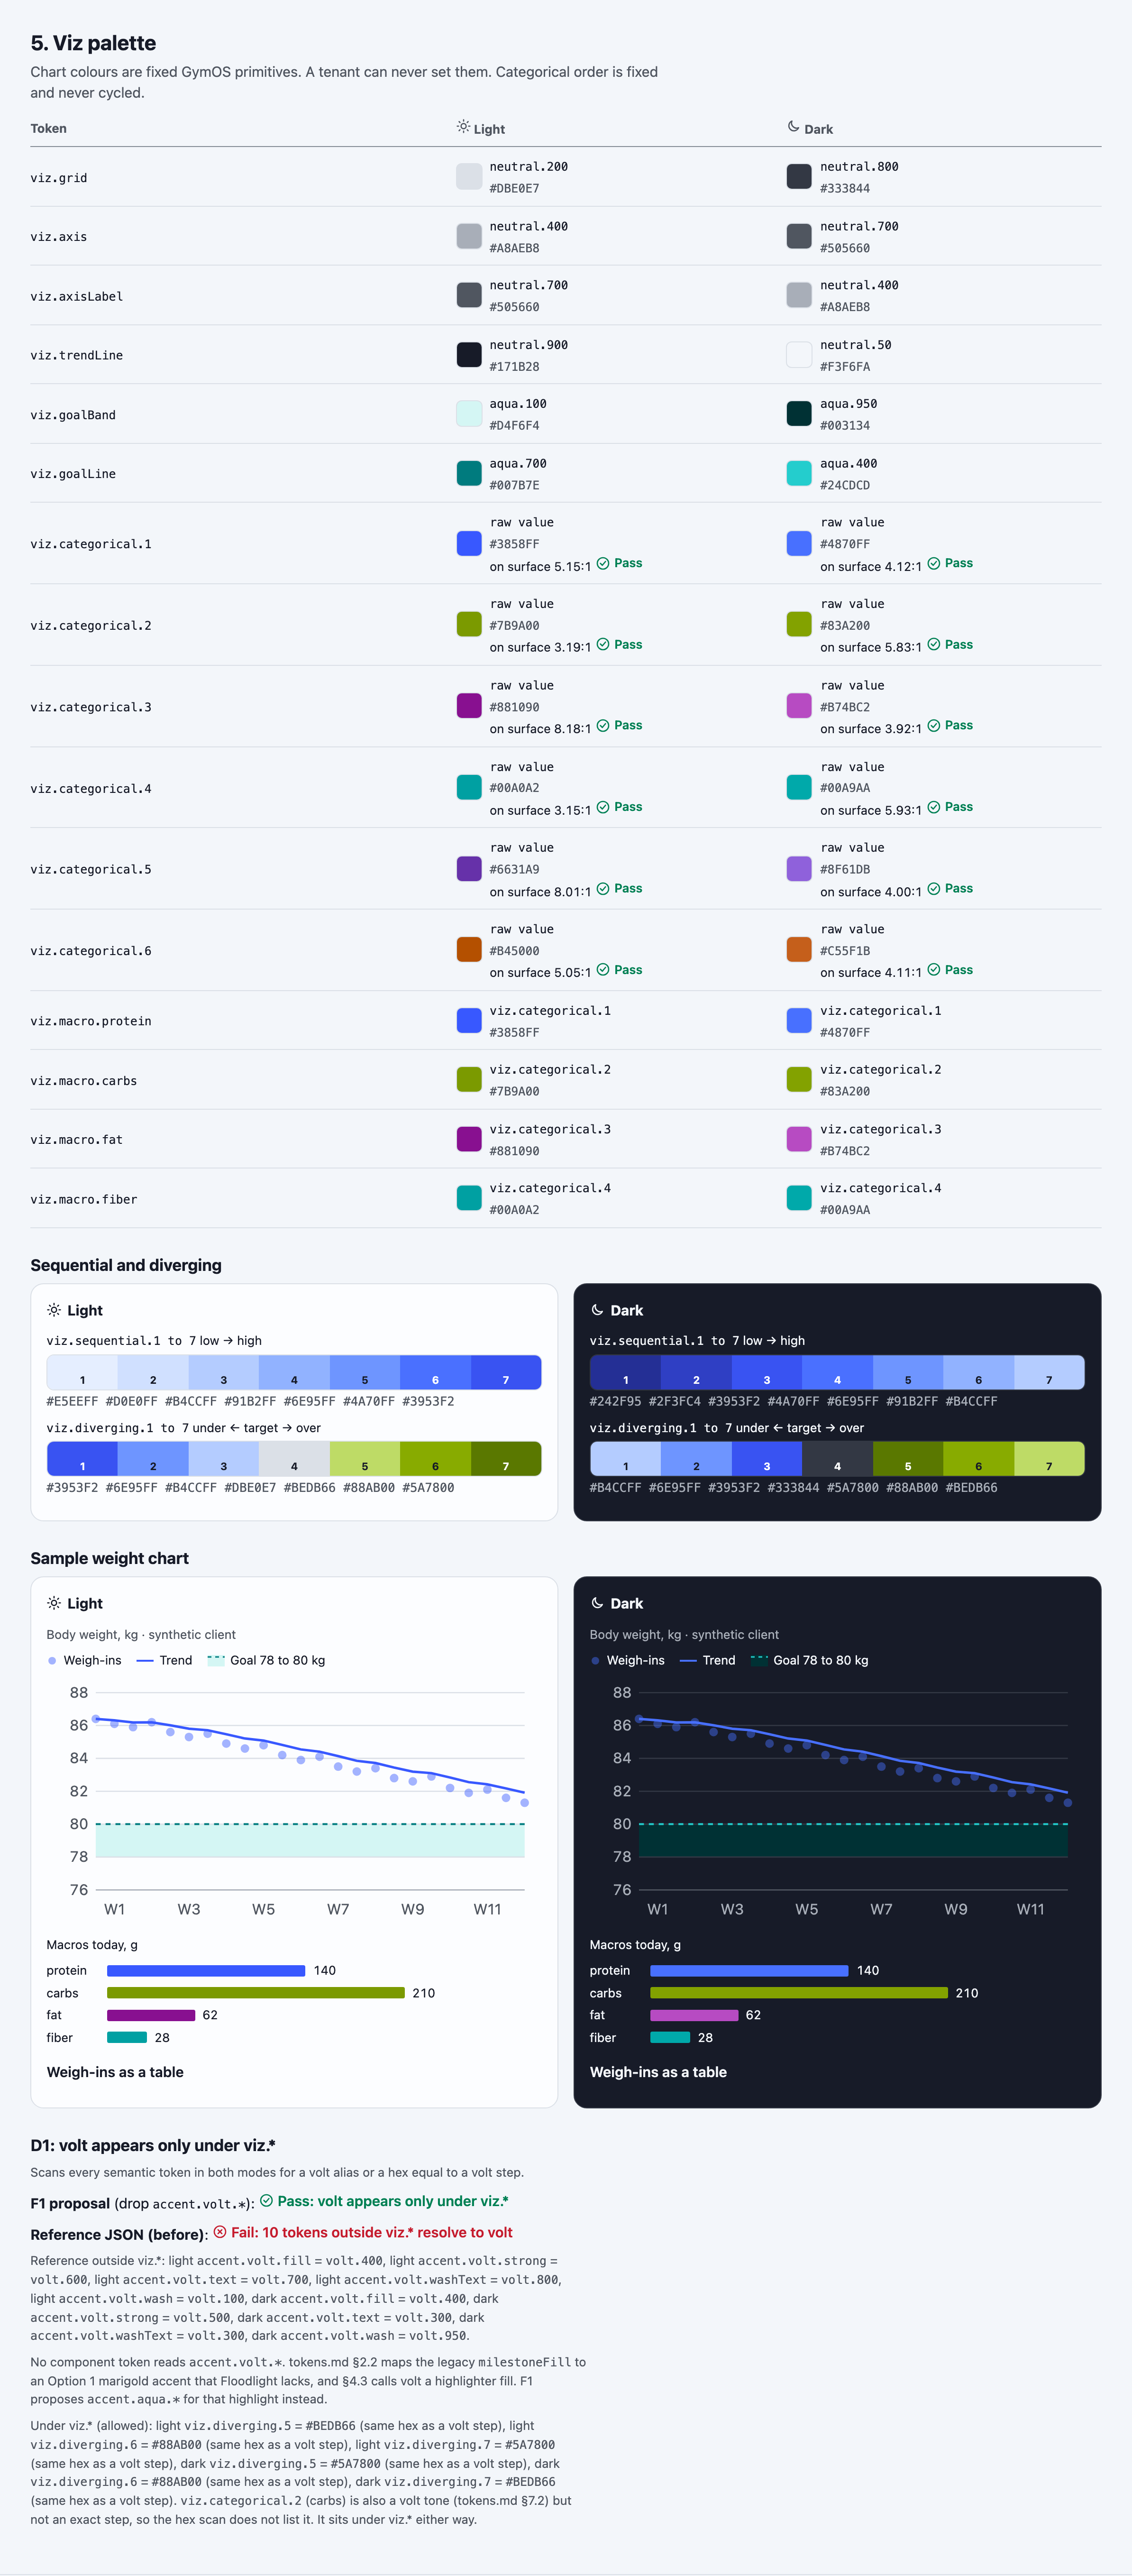 5. Viz palette
Chart colours are fixed GymOS primitives. A tenant can never set them. Categorical order is fixed
and never cycled.
Token Light Dark
viz.grid neutral.200 #DBE0E7 neutral.800 #333844
viz.axis neutral.400 #A8AEB8 neutral.700 #505660
viz.axisLabel neutral.700 #505660 neutral.400 #A8AEB8
viz.trendLine neutral.900 #171B28 neutral.50 #F3F6FA
viz.goalBand aqua.100 #D4F6F4 aqua.950 #003134
viz.goalLine aqua.700 #007B7E aqua.400 #24CDCD
viz.categorical.1 raw value #3858FF on surface 5.15:1 Pass raw value #4870FF on surface 4.12:1 Pass
viz.categorical.2 raw value #7B9A00 on surface 3.19:1 Pass raw value #83A200 on surface 5.83:1 Pass
viz.categorical.3 raw value #881090 on surface 8.18:1 Pass raw value #B74BC2 on surface 3.92:1 Pass
viz.categorical.4 raw value #00A0A2 on surface 3.15:1 Pass raw value #00A9AA on surface 5.93:1 Pass
viz.categorical.5 raw value #6631A9 on surface 8.01:1 Pass raw value #8F61DB on surface 4.00:1 Pass
viz.categorical.6 raw value #B45000 on surface 5.05:1 Pass raw value #C55F1B on surface 4.11:1 Pass
viz.macro.protein viz.categorical.1 #3858FF viz.categorical.1 #4870FF
viz.macro.carbs viz.categorical.2 #7B9A00 viz.categorical.2 #83A200
viz.macro.fat viz.categorical.3 #881090 viz.categorical.3 #B74BC2
viz.macro.fiber viz.categorical.4 #00A0A2 viz.categorical.4 #00A9AA
Sequential and diverging
Light
viz.sequential.1 to 7 low → high
1 2 3 4 5 6 7
#E5EEFF #D0E0FF #B4CCFF #91B2FF #6E95FF #4A70FF #3953F2
viz.diverging.1 to 7 under ← target → over
1 2 3 4 5 6 7
#3953F2 #6E95FF #B4CCFF #DBE0E7 #BEDB66 #88AB00 #5A7800
Dark
viz.sequential.1 to 7 low → high
1 2 3 4 5 6 7
#242F95 #2F3FC4 #3953F2 #4A70FF #6E95FF #91B2FF #B4CCFF
viz.diverging.1 to 7 under ← target → over
1 2 3 4 5 6 7
#B4CCFF #6E95FF #3953F2 #333844 #5A7800 #88AB00 #BEDB66
Sample weight chart
Light
Body weight, kg · synthetic client
Weigh-ins Trend Goal 78 to 80 kg
88
86
84
82
80
78
76
W1 W3 W5 W7 W9 W11
Macros today, g
protein 140
carbs 210
fat 62
fiber 28
Weigh-ins as a table
Dark
Body weight, kg · synthetic client
Weigh-ins Trend Goal 78 to 80 kg
88
86
84
82
80
78
76
W1 W3 W5 W7 W9 W11
Macros today, g
protein 140
carbs 210
fat 62
fiber 28
Weigh-ins as a table
D1: volt appears only under viz.*
Scans every semantic token in both modes for a volt alias or a hex equal to a volt step.
F1 proposal (drop accent.volt.*): Pass: volt appears only under viz.*
Reference JSON (before): Fail: 10 tokens outside viz.* resolve to volt
Reference outside viz.*: light accent.volt.fill = volt.400, light accent.volt.strong =
volt.600, light accent.volt.text = volt.700, light accent.volt.washText = volt.800,
light accent.volt.wash = volt.100, dark accent.volt.fill = volt.400, dark
accent.volt.strong = volt.500, dark accent.volt.text = volt.300, dark
accent.volt.washText = volt.300, dark accent.volt.wash = volt.950.
No component token reads accent.volt.*. tokens.md §2.2 maps the legacy milestoneFill to
an Option 1 marigold accent that Floodlight lacks, and §4.3 calls volt a highlighter fill. F1
proposes accent.aqua.* for that highlight instead.
Under viz.* (allowed): light viz.diverging.5 = #BEDB66 (same hex as a volt step), light
viz.diverging.6 = #88AB00 (same hex as a volt step), light viz.diverging.7 = #5A7800
(same hex as a volt step), dark viz.diverging.5 = #5A7800 (same hex as a volt step), dark
viz.diverging.6 = #88AB00 (same hex as a volt step), dark viz.diverging.7 = #BEDB66
(same hex as a volt step). viz.categorical.2 (carbs) is also a volt tone (tokens.md §7.2) but
not an exact step, so the hex scan does not list it. It sits under viz.* either way.